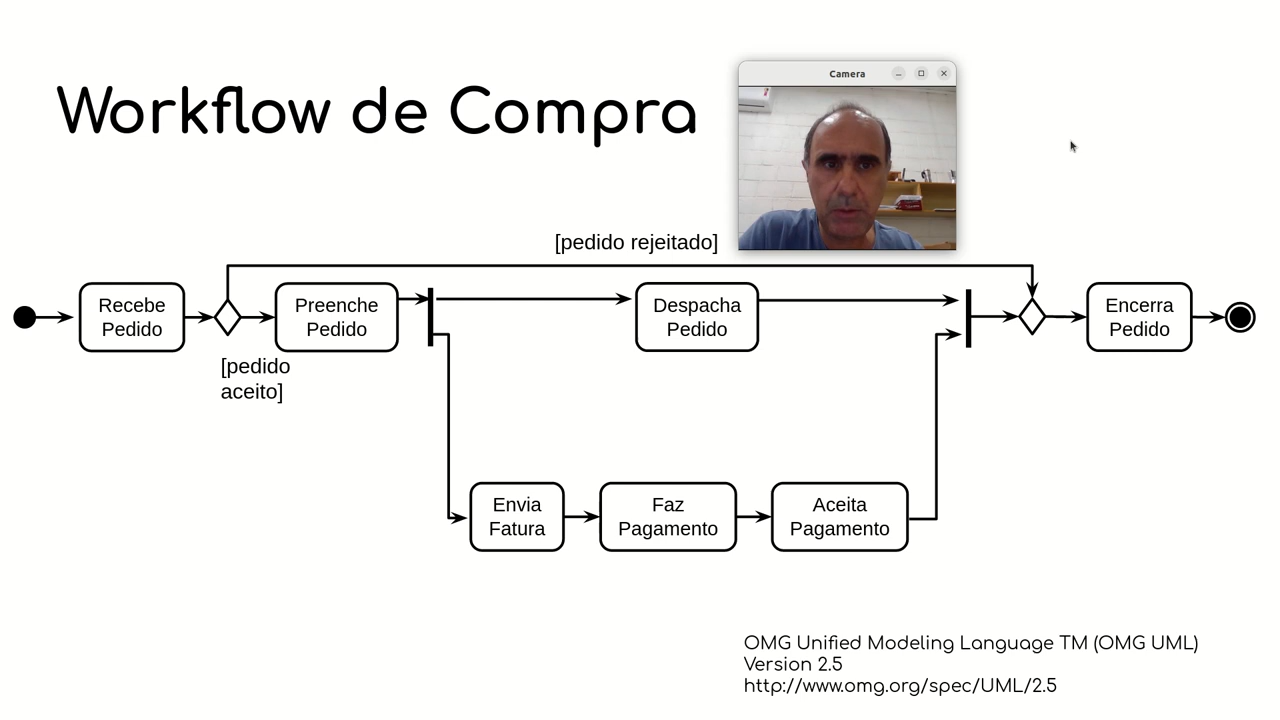 Workflow de Compra
Camera
[pedido rejeitado]
Recebe
Pedido
Preenche
Pedido
Despacha
Pedido
Encerra
Pedido
[pedido
aceito]
Envia
Fatura
Faz
Pagamento
Aceita
Pagamento
OMG Unified Modeling Language TM (OMG UML)
Version 2.5
http://www.omg.org/spec/UML/2.5